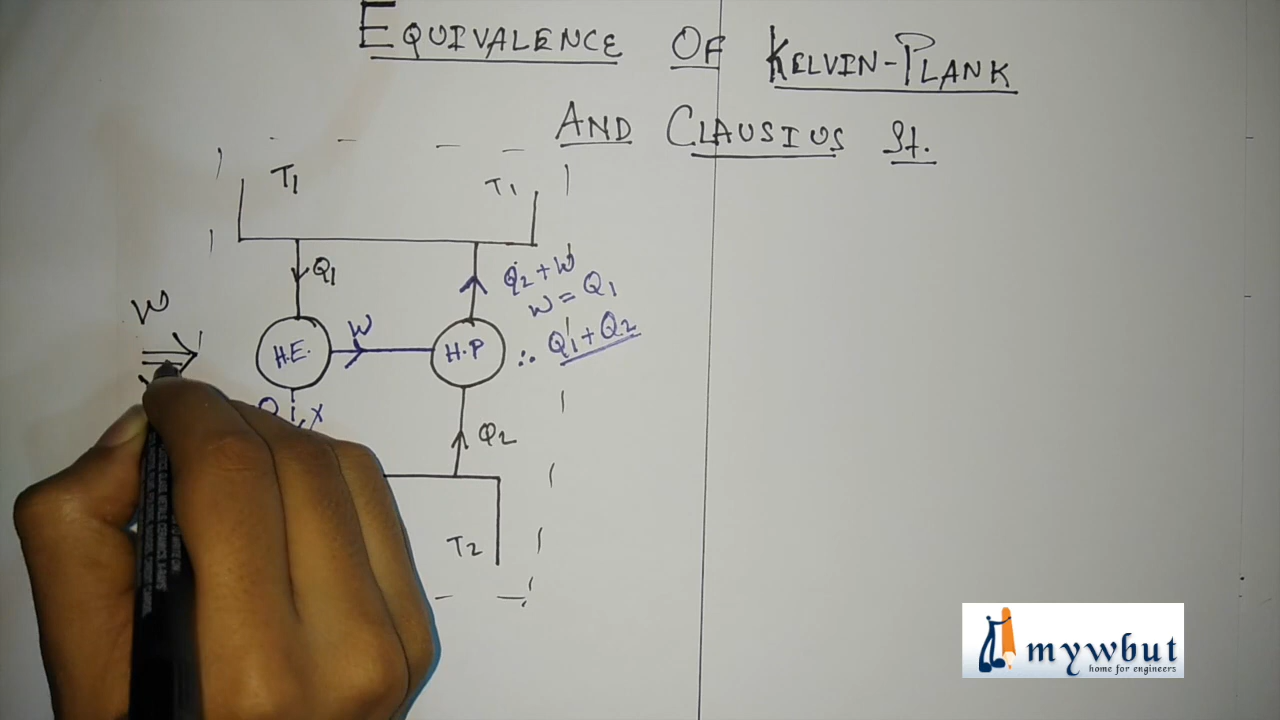 EQUIVALENCE OF KELVIN-PLANK
AND CLAUSIUS St.
T1
T1
Q1
Q2 + W
W = Q1
∴ Q1 + Q2
W
W
H.E.
H.P
Q2
T2
mywbut
home for engineers